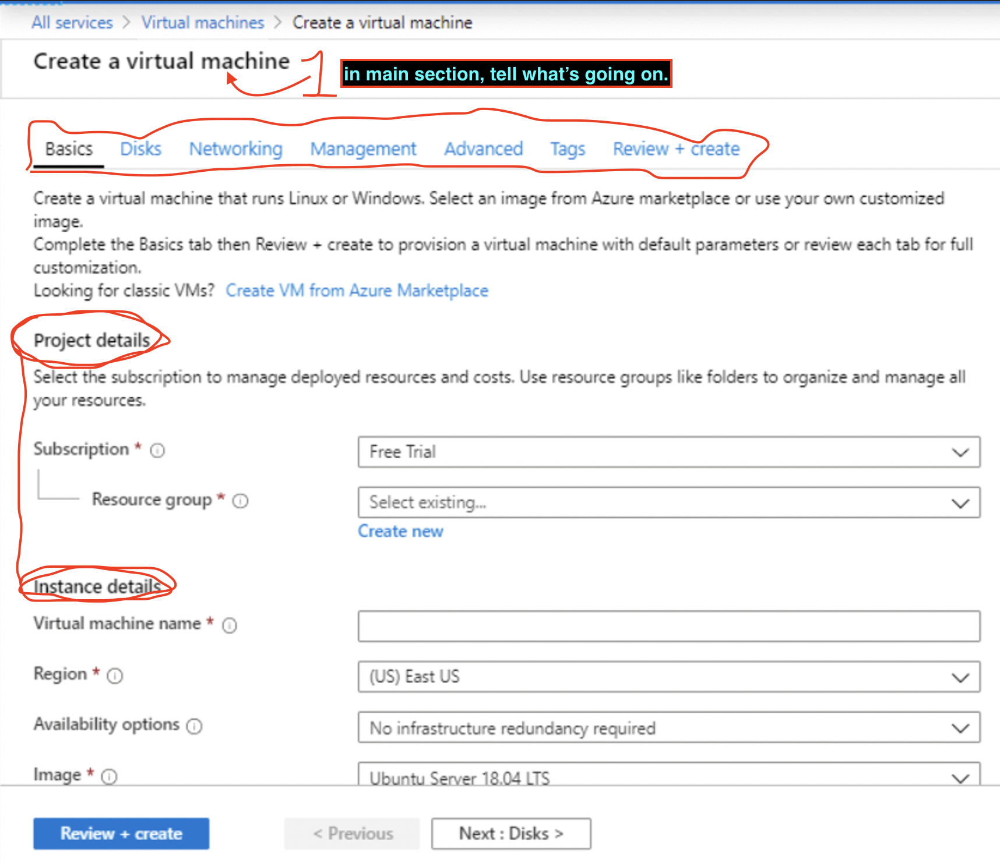 All services > Virtual machines > Create a virtual machine
Create a virtual machine
1
in main section, tell what's going on.
Basics Disks Networking Management Advanced Tags Review + create
Create a virtual machine that runs Linux or Windows. Select an image from Azure marketplace or use your own customized
image.
Complete the Basics tab then Review + create to provision a virtual machine with default parameters or review each tab for full
customization.
Looking for classic VMs? Create VM from Azure Marketplace
Project details
Select the subscription to manage deployed resources and costs. Use resource groups like folders to organize and manage all
your resources.
Subscription * Free Trial
Resource group * Select existing...
Create new
Instance details
Virtual machine name *
Region * (US) East US
Availability options No infrastructure redundancy required
Image * Ubuntu Server 18.04 LTS
Review + create < Previous Next : Disks >